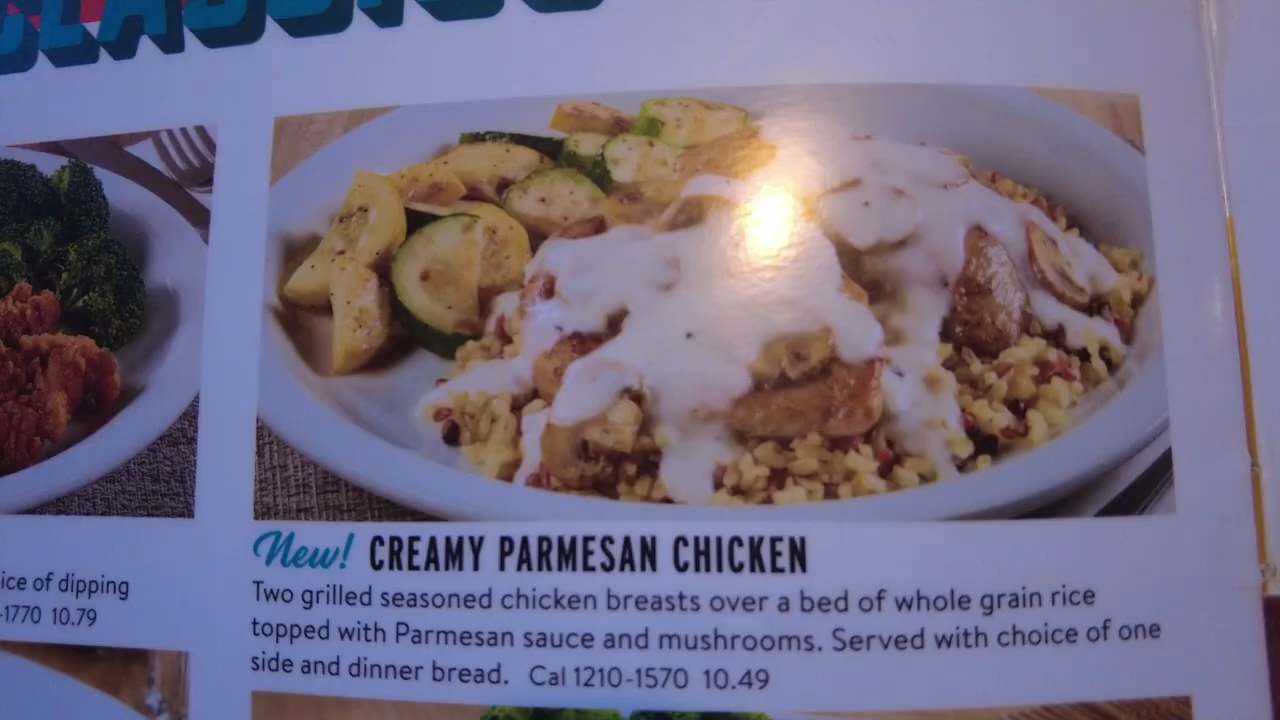 CLASSICS
New! CREAMY PARMESAN CHICKEN
Two grilled seasoned chicken breasts over a bed of whole grain rice
topped with Parmesan sauce and mushrooms. Served with choice of one
side and dinner bread. Cal 1210-1570 10.49
ice of dipping
-1770 10.79